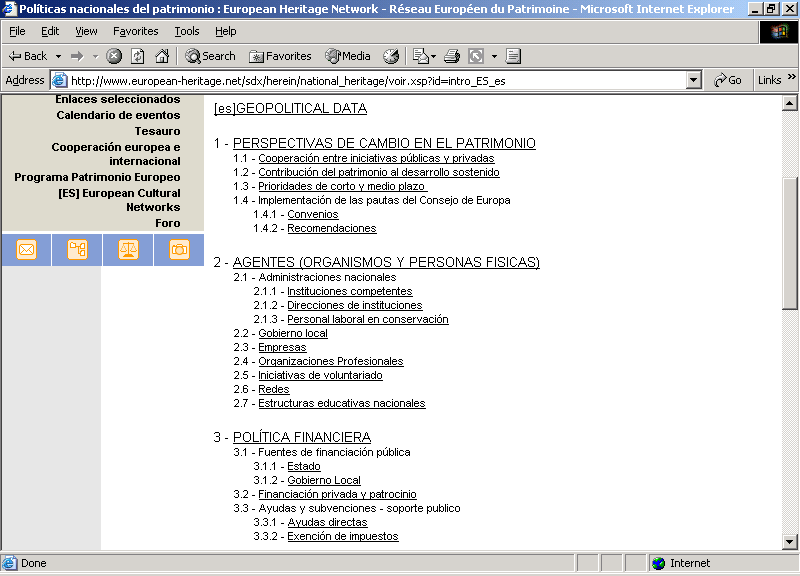 Políticas nacionales del patrimonio : European Heritage Network - Réseau Européen du Patrimoine - Microsoft Internet Explorer
File Edit View Favorites Tools Help
Back Search Favorites Media
Address http://www.european-heritage.net/sdx/herein/national_heritage/voir.xsp?id=intro_ES_es Go Links »
Enlaces seleccionados
Calendario de eventos
Tesauro
Cooperación europea e
internacional
Programa Patrimonio Europeo
[ES] European Cultural
Networks
Foro
[es]GEOPOLITICAL DATA
1 - PERSPECTIVAS DE CAMBIO EN EL PATRIMONIO
1.1 - Cooperación entre iniciativas públicas y privadas
1.2 - Contribución del patrimonio al desarrollo sostenido
1.3 - Prioridades de corto y medio plazo
1.4 - Implementación de las pautas del Consejo de Europa
1.4.1 - Convenios
1.4.2 - Recomendaciones
2 - AGENTES (ORGANISMOS Y PERSONAS FISICAS)
2.1 - Administraciones nacionales
2.1.1 - Instituciones competentes
2.1.2 - Direcciones de instituciones
2.1.3 - Personal laboral en conservación
2.2 - Gobierno local
2.3 - Empresas
2.4 - Organizaciones Profesionales
2.5 - Iniciativas de voluntariado
2.6 - Redes
2.7 - Estructuras educativas nacionales
3 - POLÍTICA FINANCIERA
3.1 - Fuentes de financiación pública
3.1.1 - Estado
3.1.2 - Gobierno Local
3.2 - Financiación privada y patrocinio
3.3 - Ayudas y subvenciones - soporte publico
3.3.1 - Ayudas directas
3.3.2 - Exención de impuestos
Done Internet